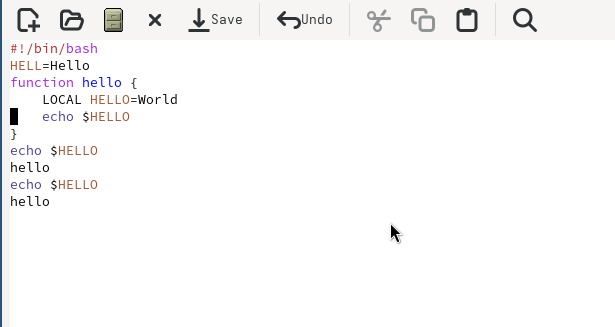 Save Undo
#!/bin/bash
HELL=Hello
function hello {
    LOCAL HELLO=World
    echo $HELLO
}
echo $HELLO
hello
echo $HELLO
hello